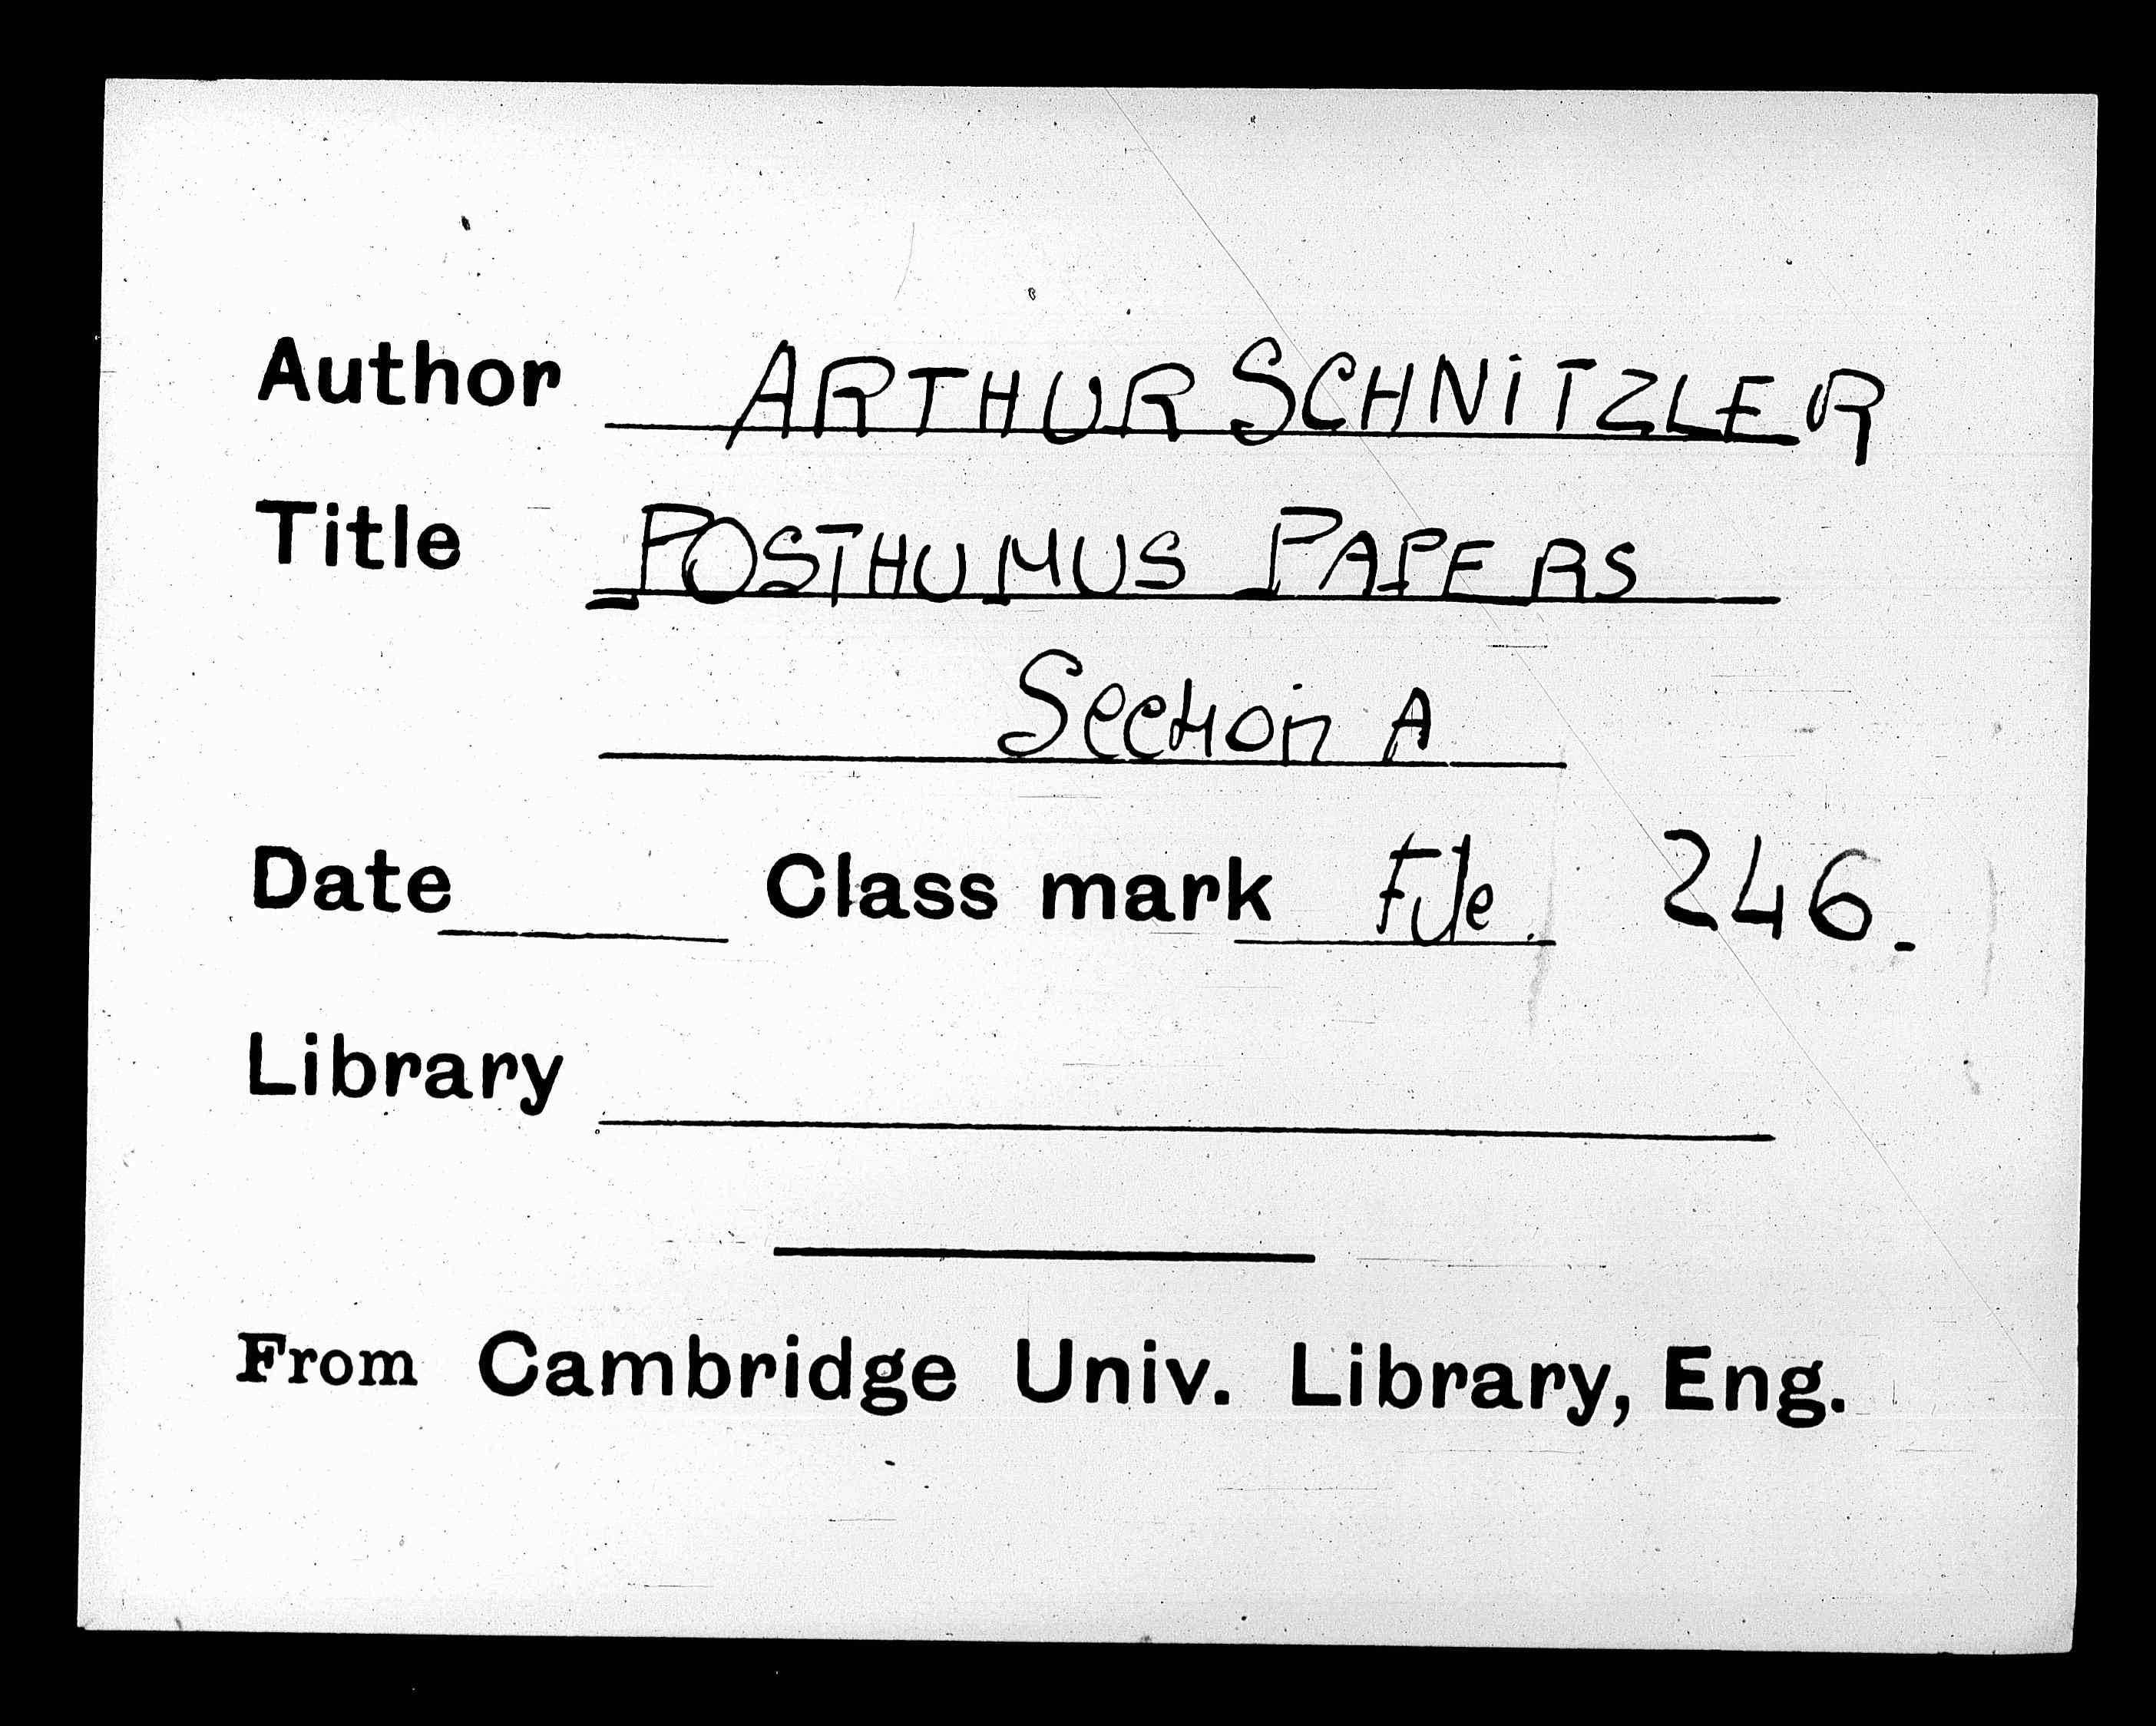 Author ARTHUR SCHNiTZLER
Title POSTHUMUS PAPERS
Section A
Date Class mark File. 246.
Library
From Cambridge Univ. Library, Eng.